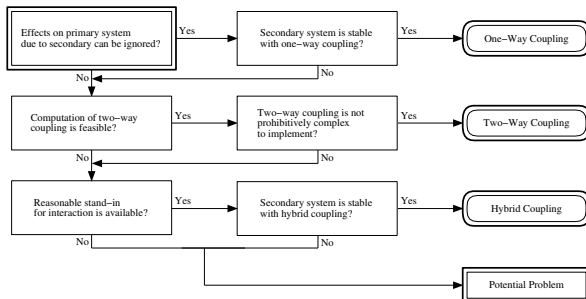 Effects on primary system
due to secondary can be ignored?
Yes
Secondary system is stable
with one−way coupling?
Yes
One−Way Coupling
No
No
Computation of two−way
coupling is feasible?
Yes
Two−way coupling is not
prohibitively complex
to implement?
Yes
Two−Way Coupling
No
No
Reasonable stand−in
for interaction is available?
Yes
Secondary system is stable
with hybrid coupling?
Yes
Hybrid Coupling
No
No
Potential Problem